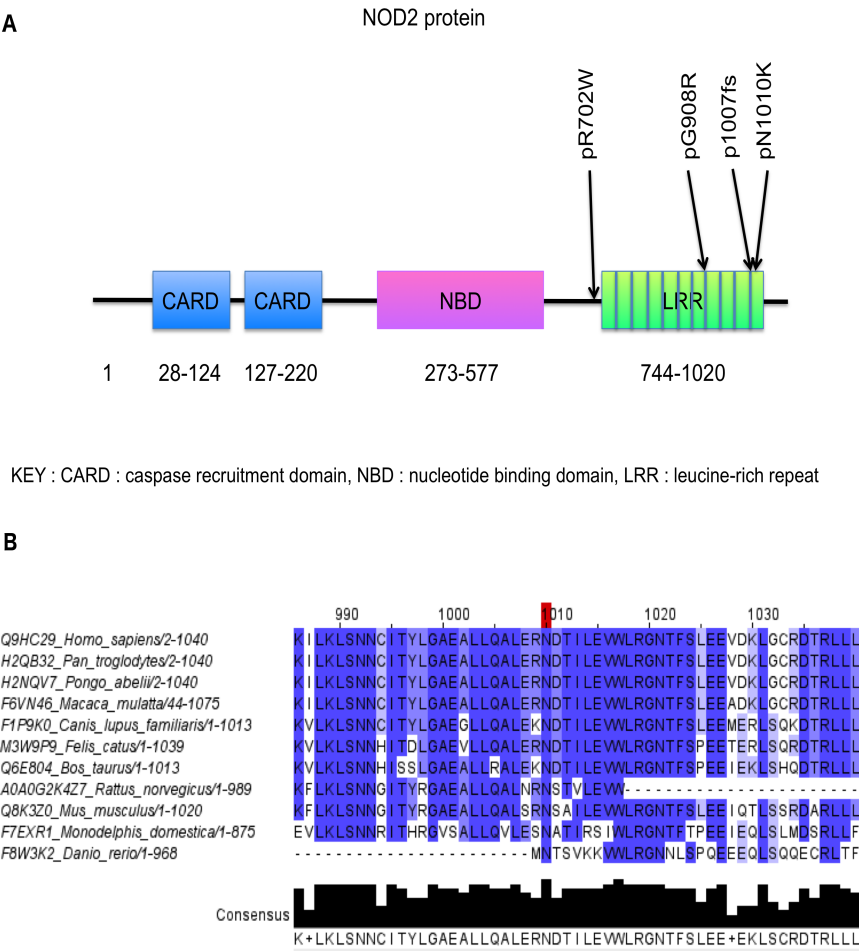 A
NOD2 protein
pR702W
pG908R
p1007fs
pN1010K
CARD CARD NBD LRR
1 28-124 127-220 273-577 744-1020
KEY : CARD : caspase recruitment domain, NBD : nucleotide binding domain, LRR : leucine-rich repeat
B
990 1000 1010 1020 1030
Q9HC29_Homo_sapiens/2-1040 KILKLSNNCITYLGAEALLQALERNDTILEVWLRGNTFSLEEVDKLGCRDTRLLL
H2QB32_Pan_troglodytes/2-1040 KILKLSNNCITYLGAEALLQALERNDTILEVWLRGNTFSLEEVDKLGCRDTRLLL
H2NQV7_Pongo_abelii/2-1040 KILKLSNNCITYLGAEALLQALERNDTILEVWLRGNTFSLEEVDKLGCRDTRLLL
F6VN46_Macaca_mulatta/44-1075 KILKLSNNCITYLGAEALLQALERNDTILEVWLRGNTFSLEEADKLGCRDTRLLL
F1P9K0_Canis_lupus_familiaris/1-1013 KVLKLSNNCITYLGAEGLLQALEKNDTILEVWLRGNTFSLEEMERLSQKDTRLLL
M3W9P9_Felis_catus/1-1039 KVLKLSNNHITDLGAEVLLQALERNDTILEVWLRGNTFSPEETERLSQRDTRLLL
Q6E804_Bos_taurus/1-1013 KVLKLSNNHISSLGAEALLRALEKNDTILEVWLRGNTFSPEEIEKLSHQDTRLLL
A0A0G2K4Z7_Rattus_norvegicus/1-989 KFLKLSNNGITYRGAEALLQALNRNSTVLEVW-----------------------
Q8K3Z0_Mus_musculus/1-1020 KFLKLSNNGITYRGAEALLQALSRNSAILEVWLRGNTFSLEEIQTLSSRDARLLL
F7EXR1_Monodelphis_domestica/1-875 EVLKLSNNRITHRGVSALLQVLESNATIRSIWLRGNTFTPEEIEQLSLMDSRLLF
F8W3K2_Danio_rerio/1-968 -----------------------MNTSVKKVWLRGNNLSPQEEEQLSQQECRLTF
Consensus
K+LKLSNNCITYLGAEALLQALERNDTILEVWLRGNTFSLEE+EKLSCRDTRLLL